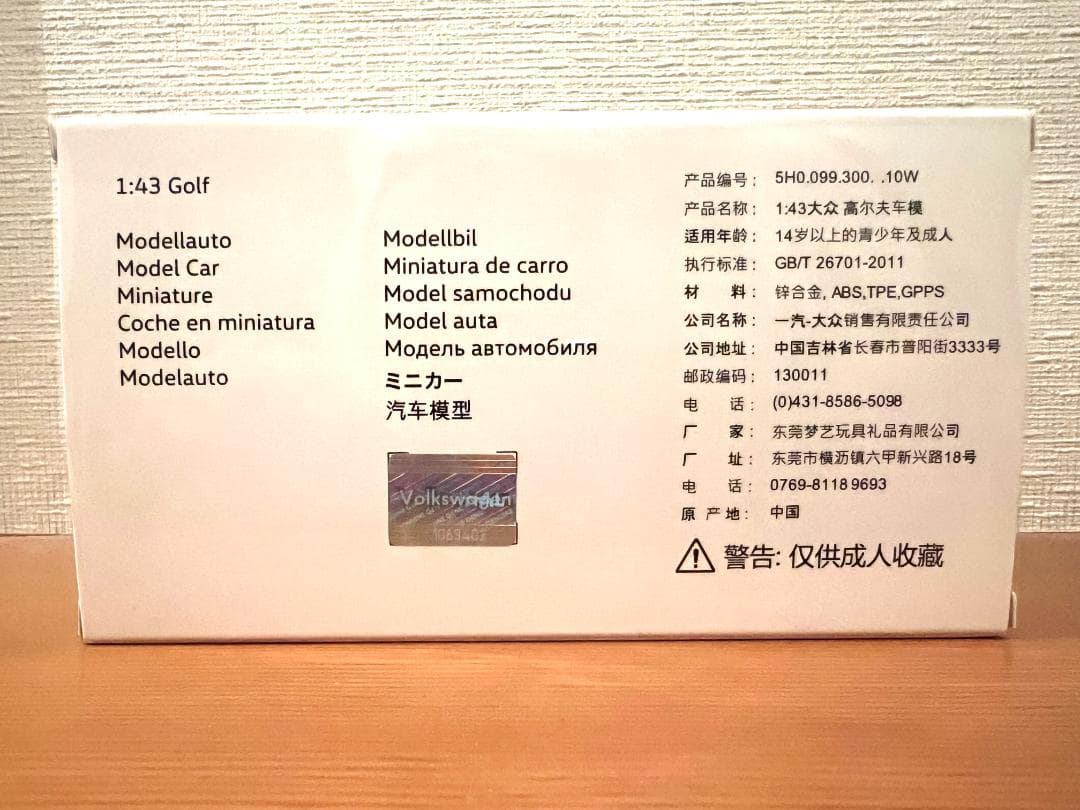 1:43 Golf
Modellauto
Model Car
Miniature
Coche en miniatura
Modello
Modelauto
Modellbil
Miniatura de carro
Model samochodu
Model auta
Модель автомобиля
ミニカー
汽车模型
Volkswagen
产品编号： 5H0.099.300. .10W
产品名称： 1:43大众 高尔夫车模
适用年龄： 14岁以上的青少年及成人
执行标准： GB/T 26701-2011
材 料： 锌合金, ABS,TPE,GPPS
公司名称： 一汽-大众销售有限责任公司
公司地址： 中国吉林省长春市普阳街3333号
邮政编码： 130011
电 话： (0)431-8586-5098
厂 家： 东莞梦艺玩具礼品有限公司
厂 址： 东莞市横沥镇六甲新兴路18号
电 话： 0769-8118 9693
原 产 地： 中国
警告: 仅供成人收藏